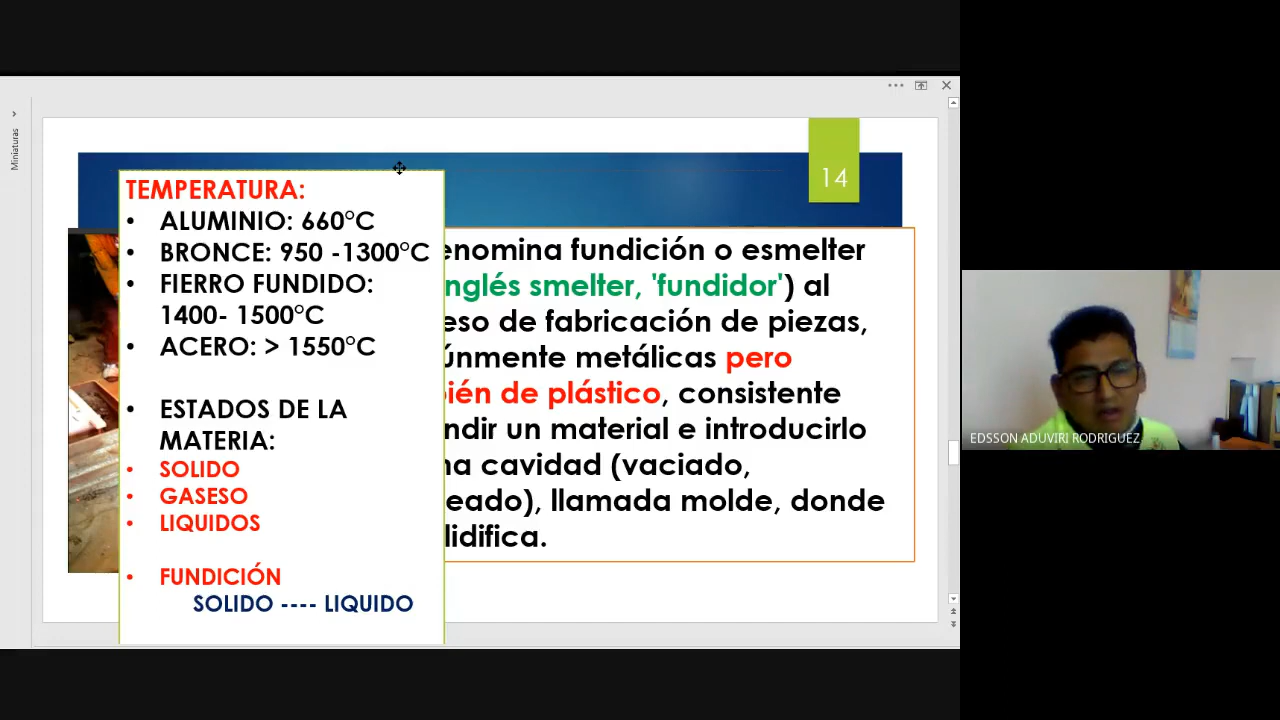 Miniaturas
14
TEMPERATURA:
• ALUMINIO: 660°C
• BRONCE: 950 -1300°C
• FIERRO FUNDIDO:
1400- 1500°C
• ACERO: > 1550°C
• ESTADOS DE LA
MATERIA:
• SOLIDO
• GASESO
• LIQUIDOS
• FUNDICIÓN
SOLIDO ---- LIQUIDO
enomina fundición o esmelter
nglés smelter, 'fundidor') al
eso de fabricación de piezas,
únmente metálicas pero
bién de plástico, consistente
ndir un material e introducirlo
na cavidad (vaciado,
eado), llamada molde, donde
lidifica.
EDSSON ADUVIRI RODRIGUEZ